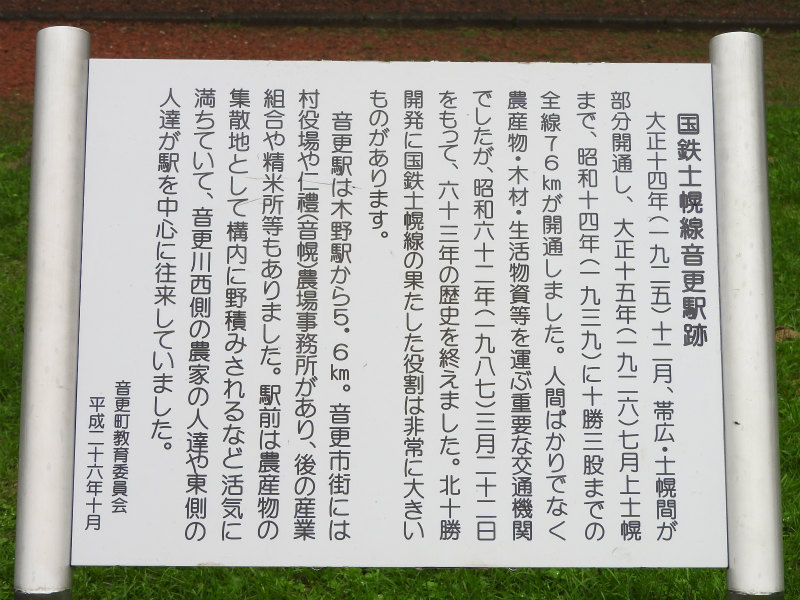 国鉄士幌線音更駅跡
大正十四年(一九二五)十二月、帯広・士幌間が
部分開通し、大正十五年(一九二六)七月上士幌
まで、昭和十四年(一九三九)に十勝三股までの
全線76㎞が開通しました。人間ばかりでなく
農産物・木材・生活物資等を運ぶ重要な交通機関
でしたが、昭和六十二年(一九八七)三月二十二日
をもって、六十三年の歴史を終えました。北十勝
開発に国鉄士幌線の果たした役割は非常に大きい
ものがあります。
音更駅は木野駅から5.6㎞。音更市街には
村役場や仁禮(音幌)農場事務所があり、後の産業
組合や精米所等もありました。駅前は農産物の
集散地として構内に野積みされるなど活気に
満ちていて、音更川西側の農家の人達や東側の
人達が駅を中心に往来していました。
音更町教育委員会
平成二十六年十月